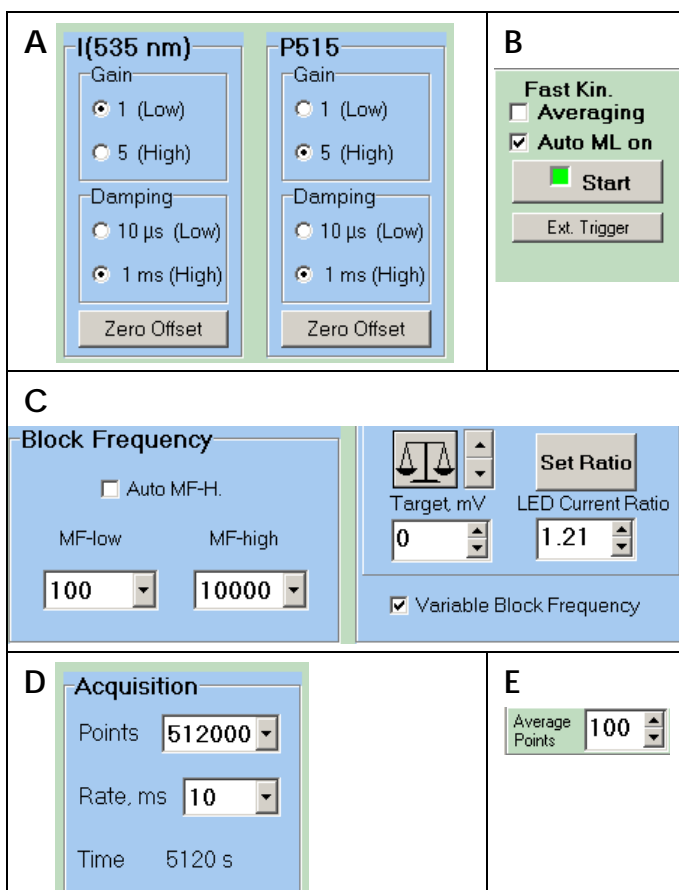 A
I(535 nm)
Gain
1 (Low)
5 (High)
Damping
10 µs (Low)
1 ms (High)
Zero Offset
P515
Gain
1 (Low)
5 (High)
Damping
10 µs (Low)
1 ms (High)
Zero Offset
B
Fast Kin.
Averaging
Auto ML on
Start
Ext. Trigger
C
Block Frequency
Auto MF-H.
MF-low MF-high
100 10000
Set Ratio
Target, mV LED Current Ratio
0 1.21
Variable Block Frequency
D
Acquisition
Points 512000
Rate, ms 10
Time 5120 s
E
Average
Points
100